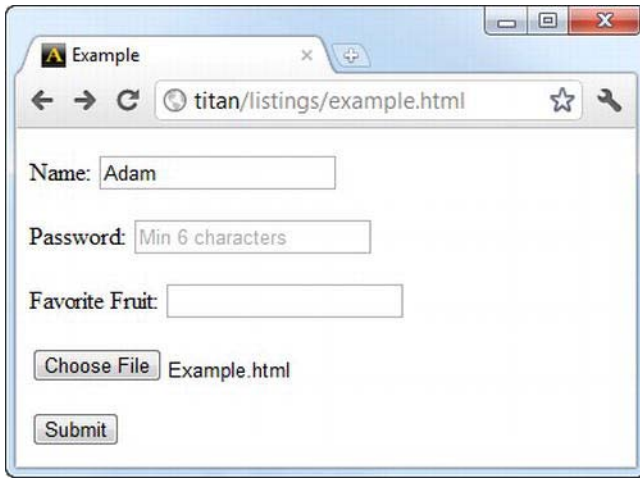 A Example
titan/listings/example.html
Name: Adam
Password: Min 6 characters
Favorite Fruit:
Choose File Example.html
Submit